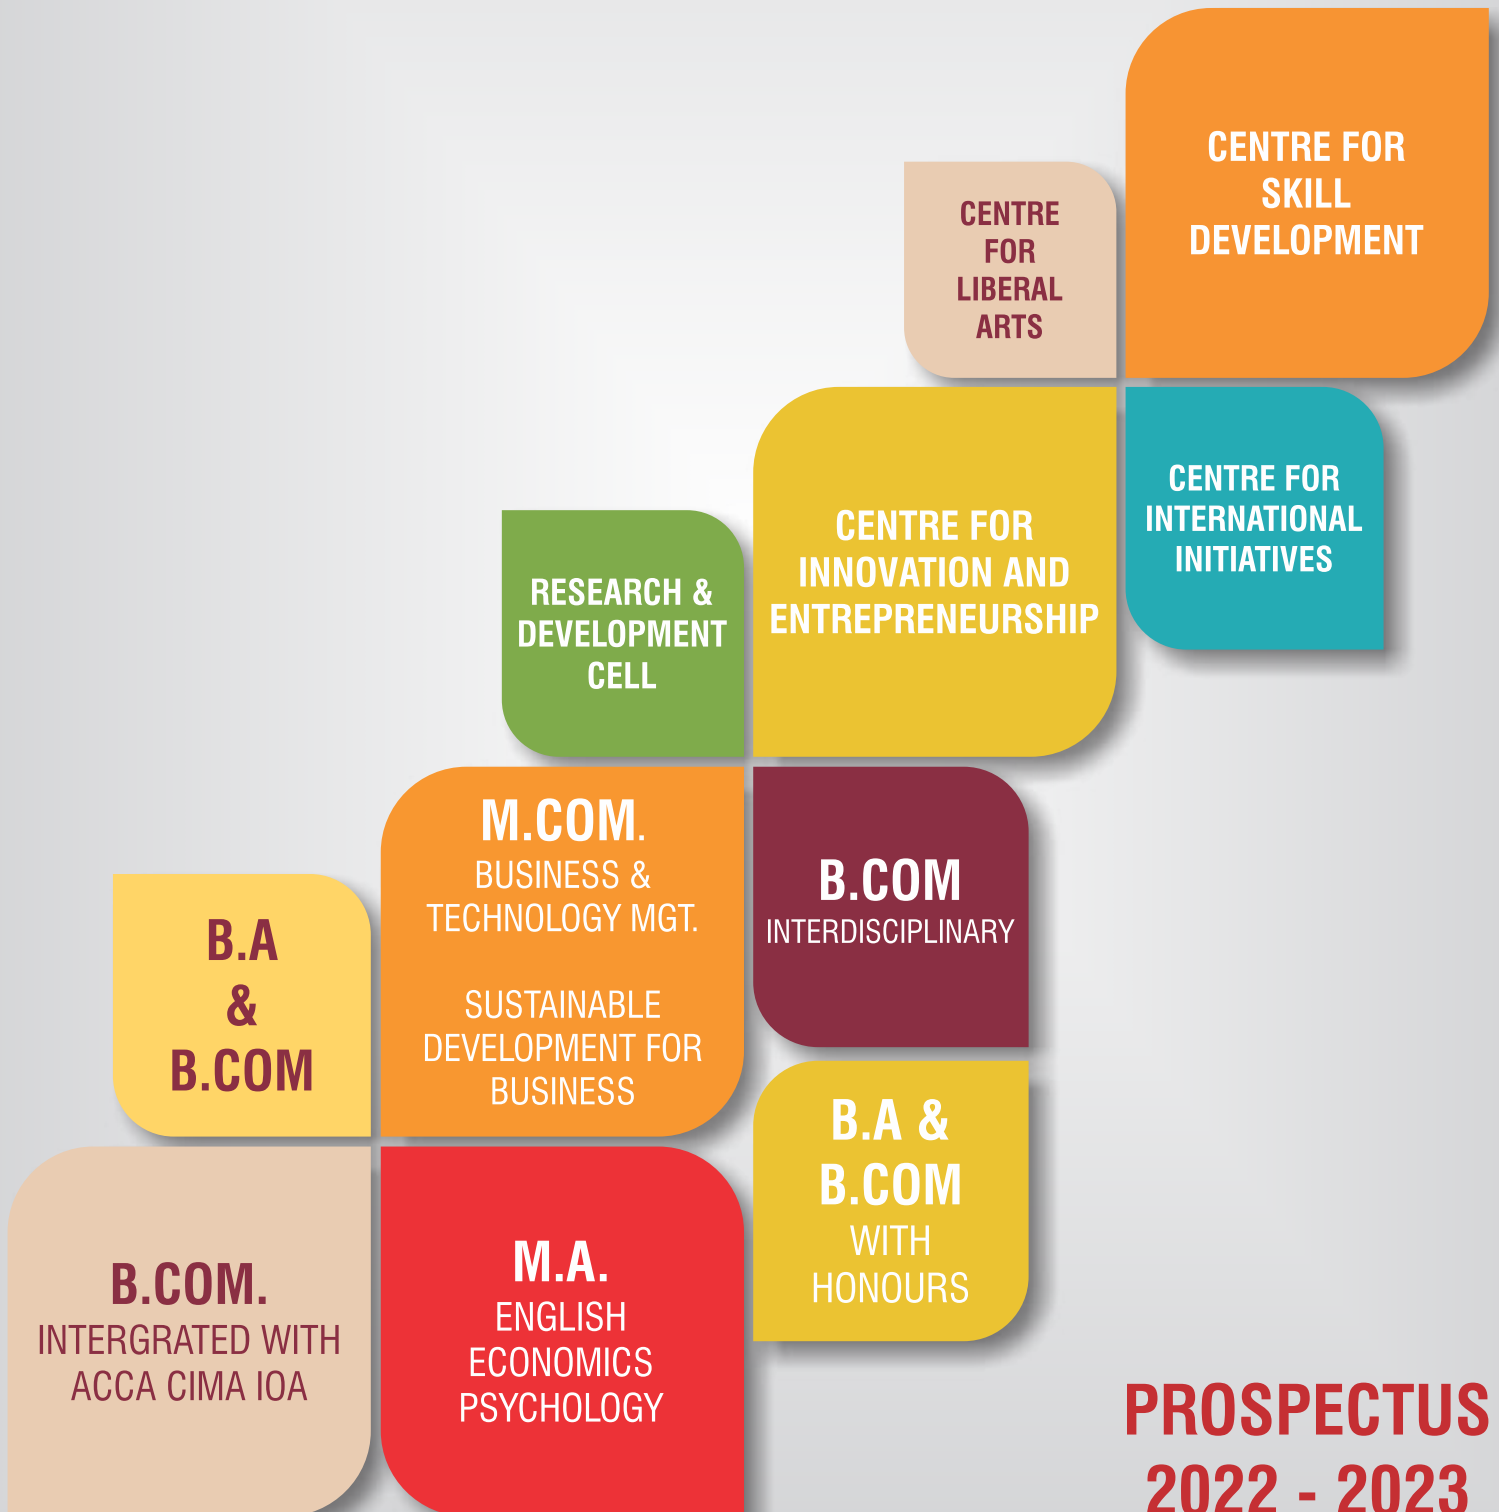 CENTRE FOR
SKILL
DEVELOPMENT
CENTRE
FOR
LIBERAL
ARTS
CENTRE FOR
INTERNATIONAL
INITIATIVES
CENTRE FOR
INNOVATION AND
ENTREPRENEURSHIP
RESEARCH &
DEVELOPMENT
CELL
M.COM.
BUSINESS &
TECHNOLOGY MGT.
SUSTAINABLE
DEVELOPMENT FOR
BUSINESS
B.COM
INTERDISCIPLINARY
B.A
&
B.COM
B.A &
B.COM
WITH
HONOURS
B.COM.
INTERGRATED WITH
ACCA CIMA IOA
M.A.
ENGLISH
ECONOMICS
PSYCHOLOGY
PROSPECTUS
2022 - 2023